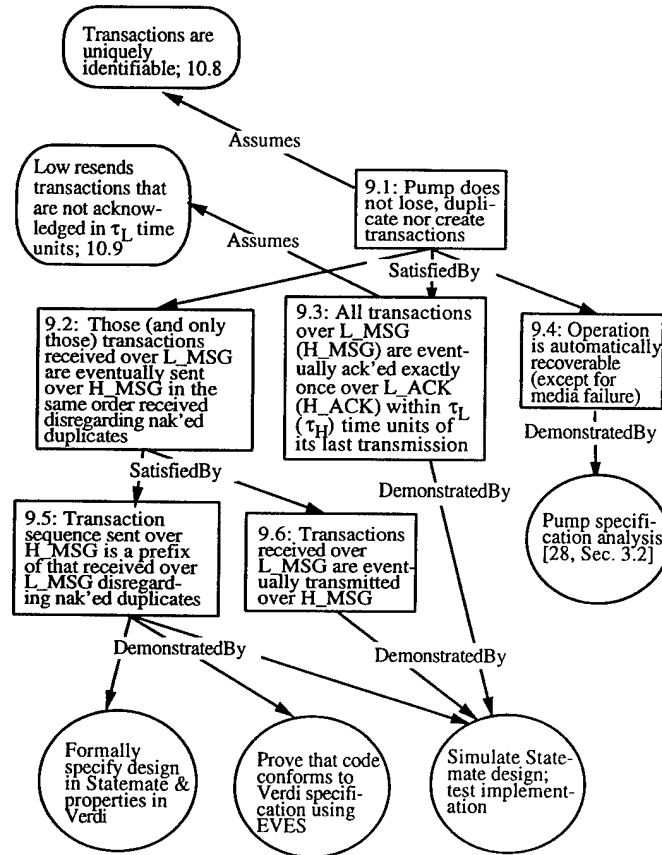 Transactions are
uniquely
identifiable; 10.8
Assumes
Low resends
transactions that
are not acknow-
ledged in τL time
units; 10.9
Assumes
9.1: Pump does
not lose, dupli-
cate nor create
transactions
SatisfiedBy
9.2: Those (and only
those) transactions
received over L_MSG
are eventually sent
over H_MSG in the
same order received
disregarding nak'ed
duplicates
9.3: All transactions
over L_MSG
(H_MSG) are event-
ually ack'ed exactly
once over L_ACK
(H_ACK) within τL
(τH) time units of
its last transmission
9.4: Operation
is automatically
recoverable
(except for
media failure)
SatisfiedBy
DemonstratedBy
DemonstratedBy
9.5: Transaction
sequence sent over
H_MSG is a prefix
of that received over
L_MSG disregard-
ing nak'ed duplicates
9.6: Transactions
received over
L_MSG are event-
ually transmitted
over H_MSG
Pump specif-
ication analysis
[28, Sec. 3.2]
DemonstratedBy
DemonstratedBy
Formally
specify design
in Statemate &
properties in
Verdi
Prove that code
conforms to
Verdi specific-
ation using
EVES
Simulate State-
mate design;
test implement-
ation